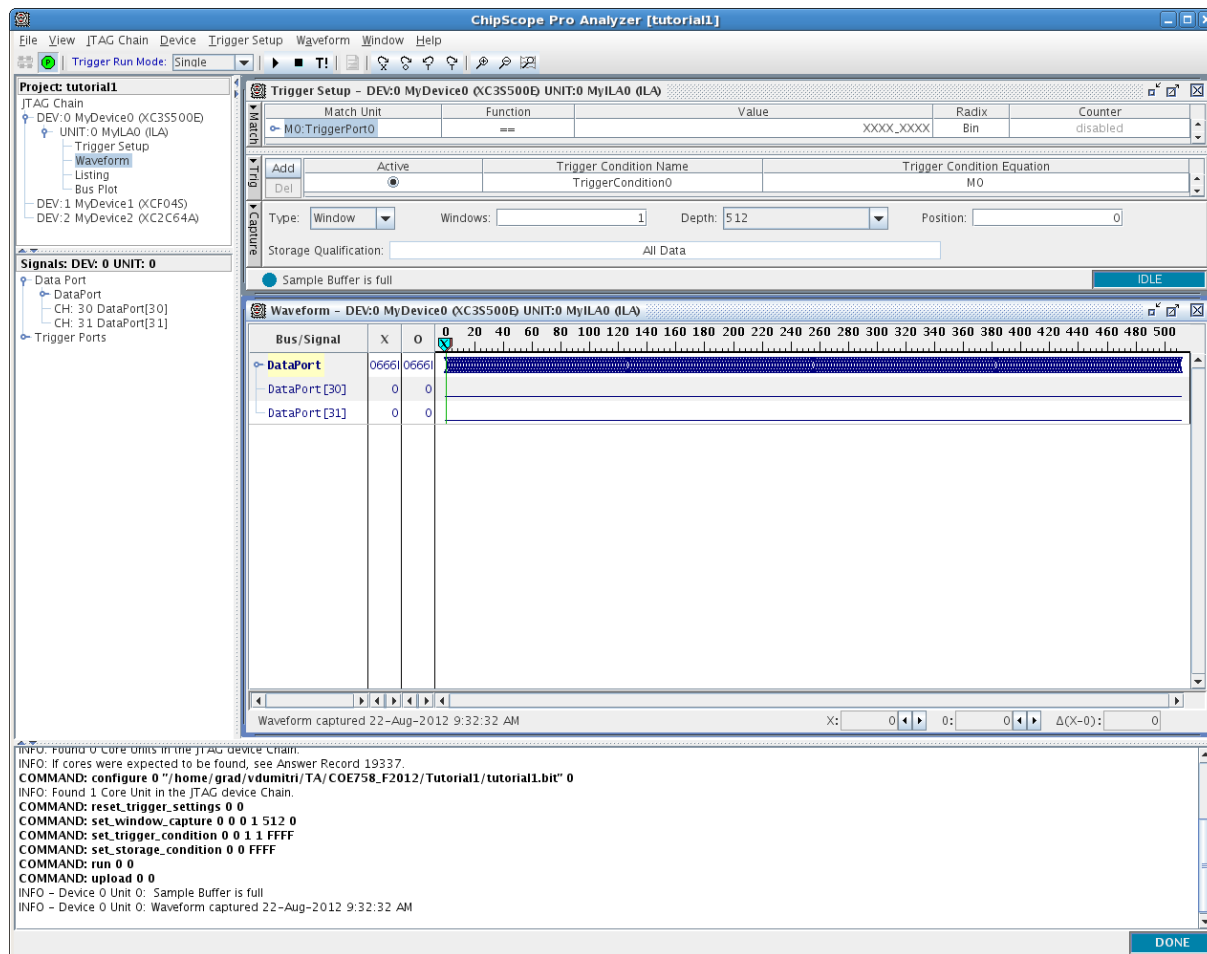 ChipScope Pro Analyzer [tutorial1]
File View JTAG Chain Device Trigger Setup Waveform Window Help
Trigger Run Mode: Single T!
Project: tutorial1
JTAG Chain
DEV:0 MyDevice0 (XC3S500E)
UNIT:0 MyILA0 (ILA)
Trigger Setup
Waveform
Listing
Bus Plot
DEV:1 MyDevice1 (XCF04S)
DEV:2 MyDevice2 (XC2C64A)
Signals: DEV: 0 UNIT: 0
Data Port
DataPort
CH: 30 DataPort[30]
CH: 31 DataPort[31]
Trigger Ports
Trigger Setup - DEV:0 MyDevice0 (XC3S500E) UNIT:0 MyILA0 (ILA)
Match
Match Unit Function Value Radix Counter
M0:TriggerPort0 == XXXX_XXXX Bin disabled
Trig
Add Active Trigger Condition Name Trigger Condition Equation
Del TriggerCondition0 M0
Capture
Type: Window Windows: 1 Depth: 512 Position: 0
Storage Qualification: All Data
Sample Buffer is full IDLE
Waveform - DEV:0 MyDevice0 (XC3S500E) UNIT:0 MyILA0 (ILA)
Bus/Signal X O 0 20 40 60 80 100 120 140 160 180 200 220 240 260 280 300 320 340 360 380 400 420 440 460 480 500
X
DataPort 0666 0666
DataPort[30] 0 0
DataPort[31] 0 0
Waveform captured 22-Aug-2012 9:32:32 AM X: 0 O: 0 Δ(X-O): 0
INFO: Found 0 Core Units in the JTAG device Chain.
INFO: If cores were expected to be found, see Answer Record 19337.
COMMAND: configure 0 "/home/grad/vdumitri/TA/COE758_F2012/Tutorial1/tutorial1.bit" 0
INFO: Found 1 Core Unit in the JTAG device Chain.
COMMAND: reset_trigger_settings 0 0
COMMAND: set_window_capture 0 0 0 1 512 0
COMMAND: set_trigger_condition 0 0 1 1 FFFF
COMMAND: set_storage_condition 0 0 FFFF
COMMAND: run 0 0
COMMAND: upload 0 0
INFO - Device 0 Unit 0: Sample Buffer is full
INFO - Device 0 Unit 0: Waveform captured 22-Aug-2012 9:32:32 AM
DONE